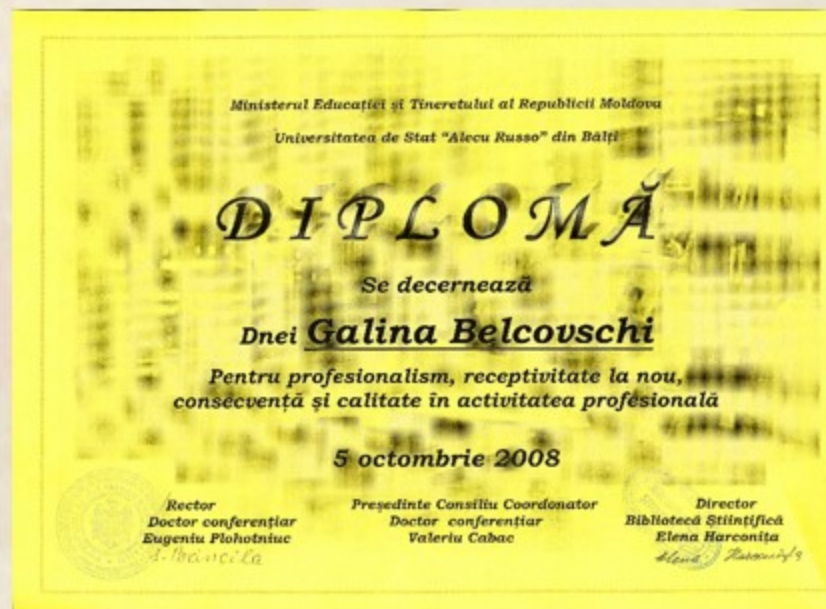 Ministerul Educației și Tineretului al Republicii Moldova
Universitatea de Stat "Alecu Russo" din Bălți
DIPLOMĂ
Se decernează
Dnei Galina Belcovschi
Pentru profesionalism, receptivitate la nou,
consecvență și calitate în activitatea profesională
5 octombrie 2008
Rector
Doctor conferențiar
Eugeniu Plohotniuc
Președinte Consiliu Coordonator
Doctor conferențiar
Valeriu Cabac
Director
Bibliotecă Științifică
Elena Harconița